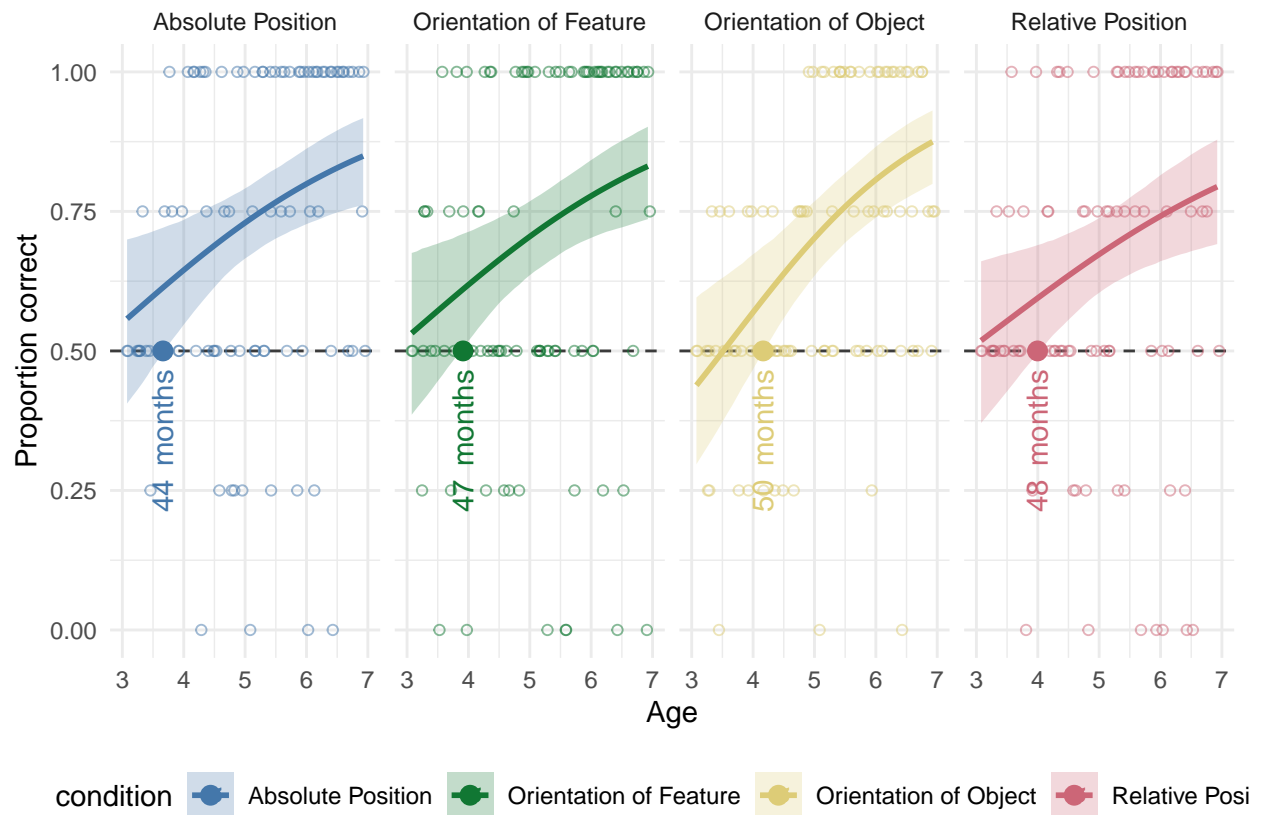 Absolute Position Orientation of Feature Orientation of Object Relative Position
1.00
0.75
0.50
0.25
0.00
Proportion correct
44 months
47 months
50 months
48 months
3 4 5 6 7 3 4 5 6 7 3 4 5 6 7 3 4 5 6 7
Age
condition Absolute Position Orientation of Feature Orientation of Object Relative Posi